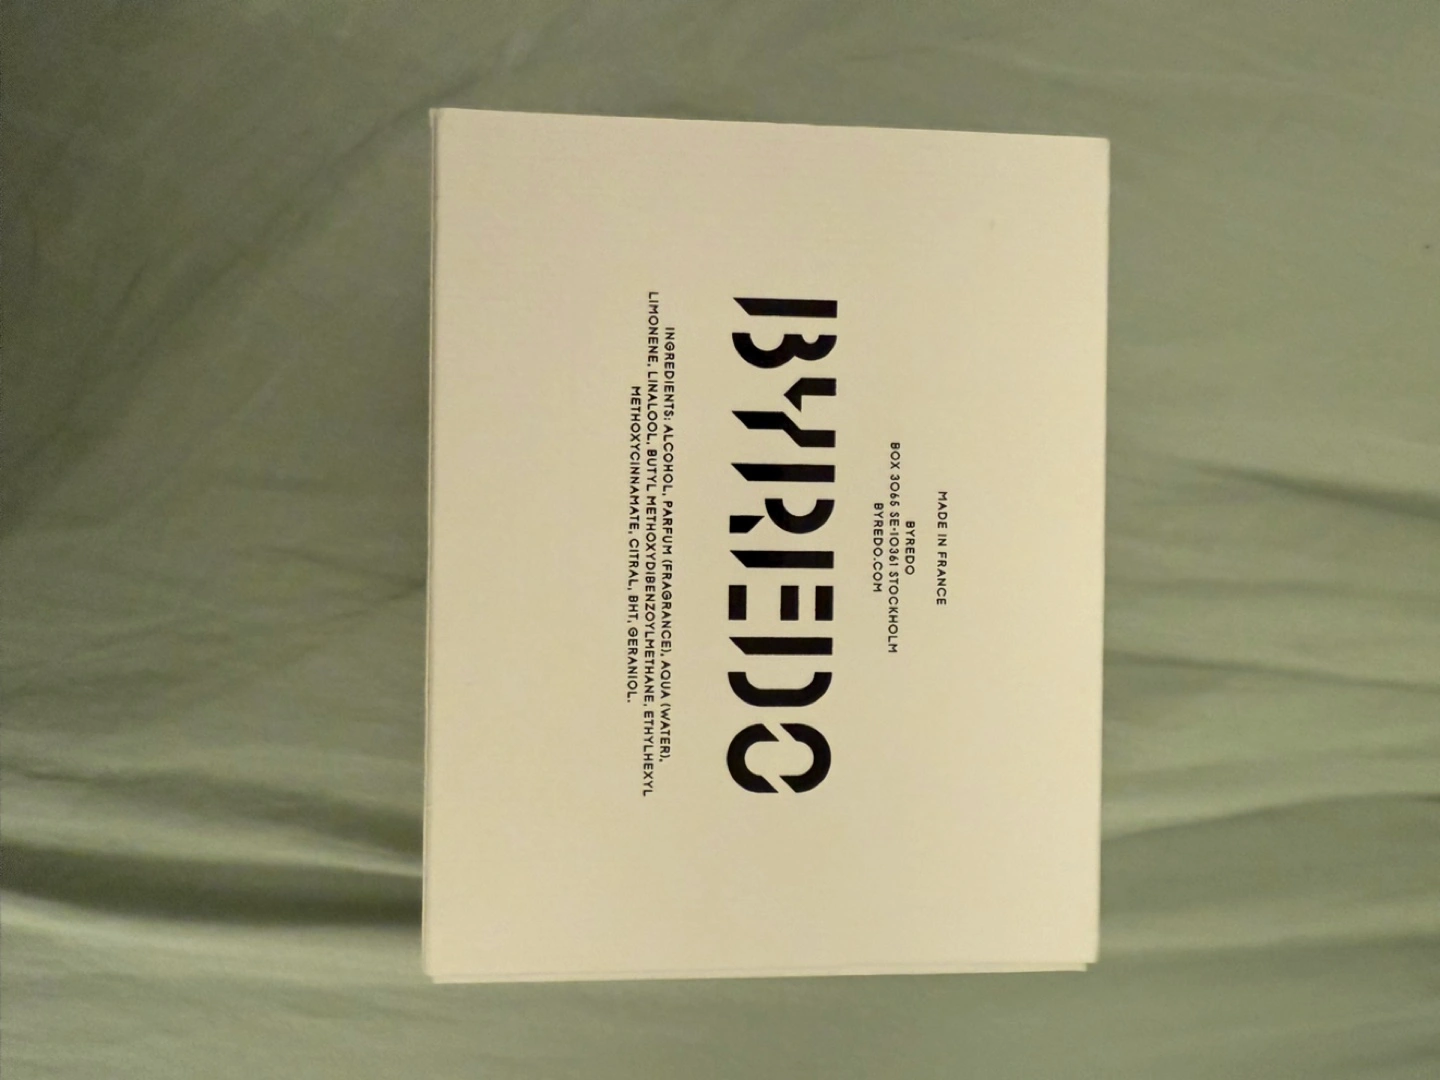 MADE IN FRANCE
BYREDO
BOX 3065 SE-10361 STOCKHOLM
BYREDO.COM
BYREDO
INGREDIENTS: ALCOHOL, PARFUM (FRAGRANCE), AQUA (WATER),
LIMONENE, LINALOOL, BUTYL METHOXYDIBENZOYLMETHANE, ETHYLHEXYL
METHOXYCINNAMATE, CITRAL, BHT, GERANIOL.